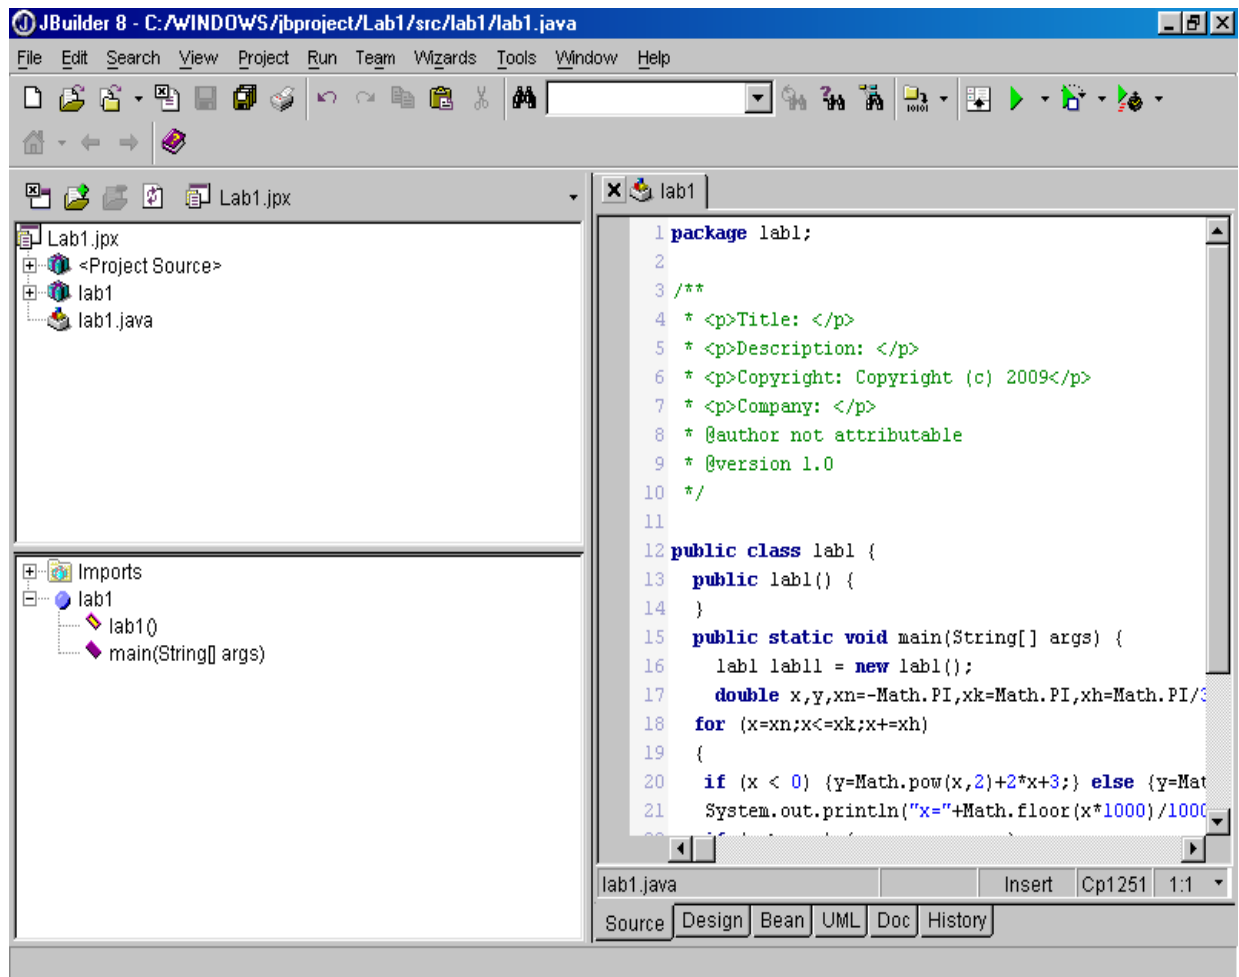 JBuilder 8 - C:/WINDOWS/jbproject/Lab1/src/lab1/lab1.java
File Edit Search View Project Run Team Wizards Tools Window Help
Lab1.jpx
Lab1.jpx
<Project Source>
lab1
lab1.java
Imports
lab1
lab1()
main(String[] args)
lab1
1 package lab1;
2
3 /**
4 * <p>Title: </p>
5 * <p>Description: </p>
6 * <p>Copyright: Copyright (c) 2009</p>
7 * <p>Company: </p>
8 * @author not attributable
9 * @version 1.0
10 */
11
12 public class lab1 {
13 public lab1() {
14 }
15 public static void main(String[] args) {
16 lab1 lab11 = new lab1();
17 double x,y,xn=-Math.PI,xk=Math.PI,xh=Math.PI/3
18 for (x=xn;x<=xk;x+=xh)
19 {
20 if (x < 0) {y=Math.pow(x,2)+2*x+3;} else {y=Mat
21 System.out.println("x="+Math.floor(x*1000)/1000
lab1.java Insert Cp1251 1:1
Source Design Bean UML Doc History